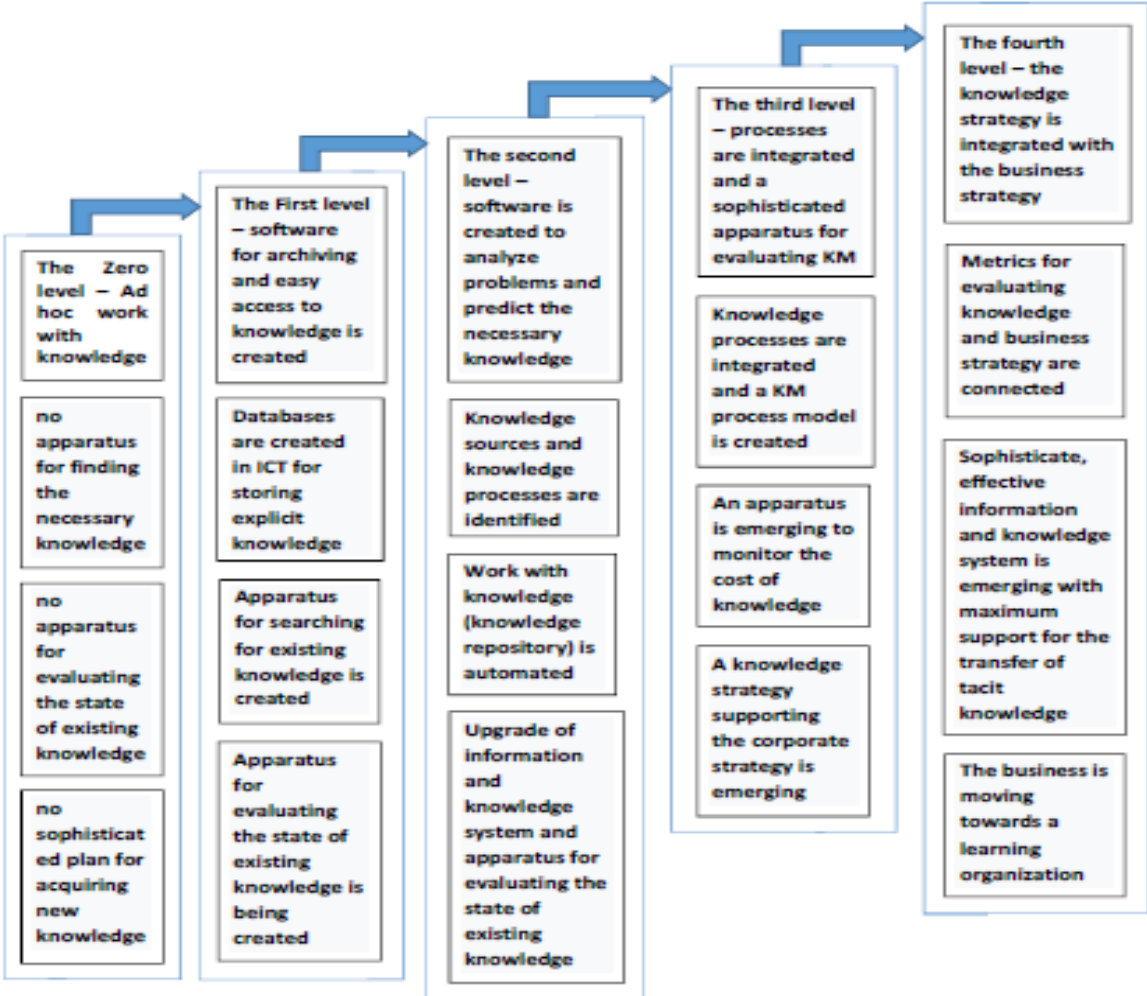 The Zero
level – Ad
hoc work
with
knowledge
no
apparatus
for finding
the
necessary
knowledge
no
apparatus
for
evaluating
the state
of existing
knowledge
no
sophisticat
ed plan for
acquiring
new
knowledge
The First level
– software
for archiving
and easy
access to
knowledge is
created
Databases
are created
in ICT for
storing
explicit
knowledge
Apparatus
for searching
for existing
knowledge is
created
Apparatus
for
evaluating
the state of
existing
knowledge is
being
created
The second
level –
software is
created to
analyze
problems and
predict the
necessary
knowledge
Knowledge
sources and
knowledge
processes are
identified
Work with
knowledge
(knowledge
repository) is
automated
Upgrade of
information
and
knowledge
system and
apparatus for
evaluating the
state of
existing
knowledge
The third level
– processes
are integrated
and a
sophisticated
apparatus for
evaluating KM
Knowledge
processes are
integrated
and a KM
process model
is created
An apparatus
is emerging to
monitor the
cost of
knowledge
A knowledge
strategy
supporting
the corporate
strategy is
emerging
The fourth
level – the
knowledge
strategy is
integrated with
the business
strategy
Metrics for
evaluating
knowledge
and business
strategy are
connected
Sophisticate,
effective
information
and knowledge
system is
emerging with
maximum
support for the
transfer of
tacit
knowledge
The business is
moving
towards a
learning
organization